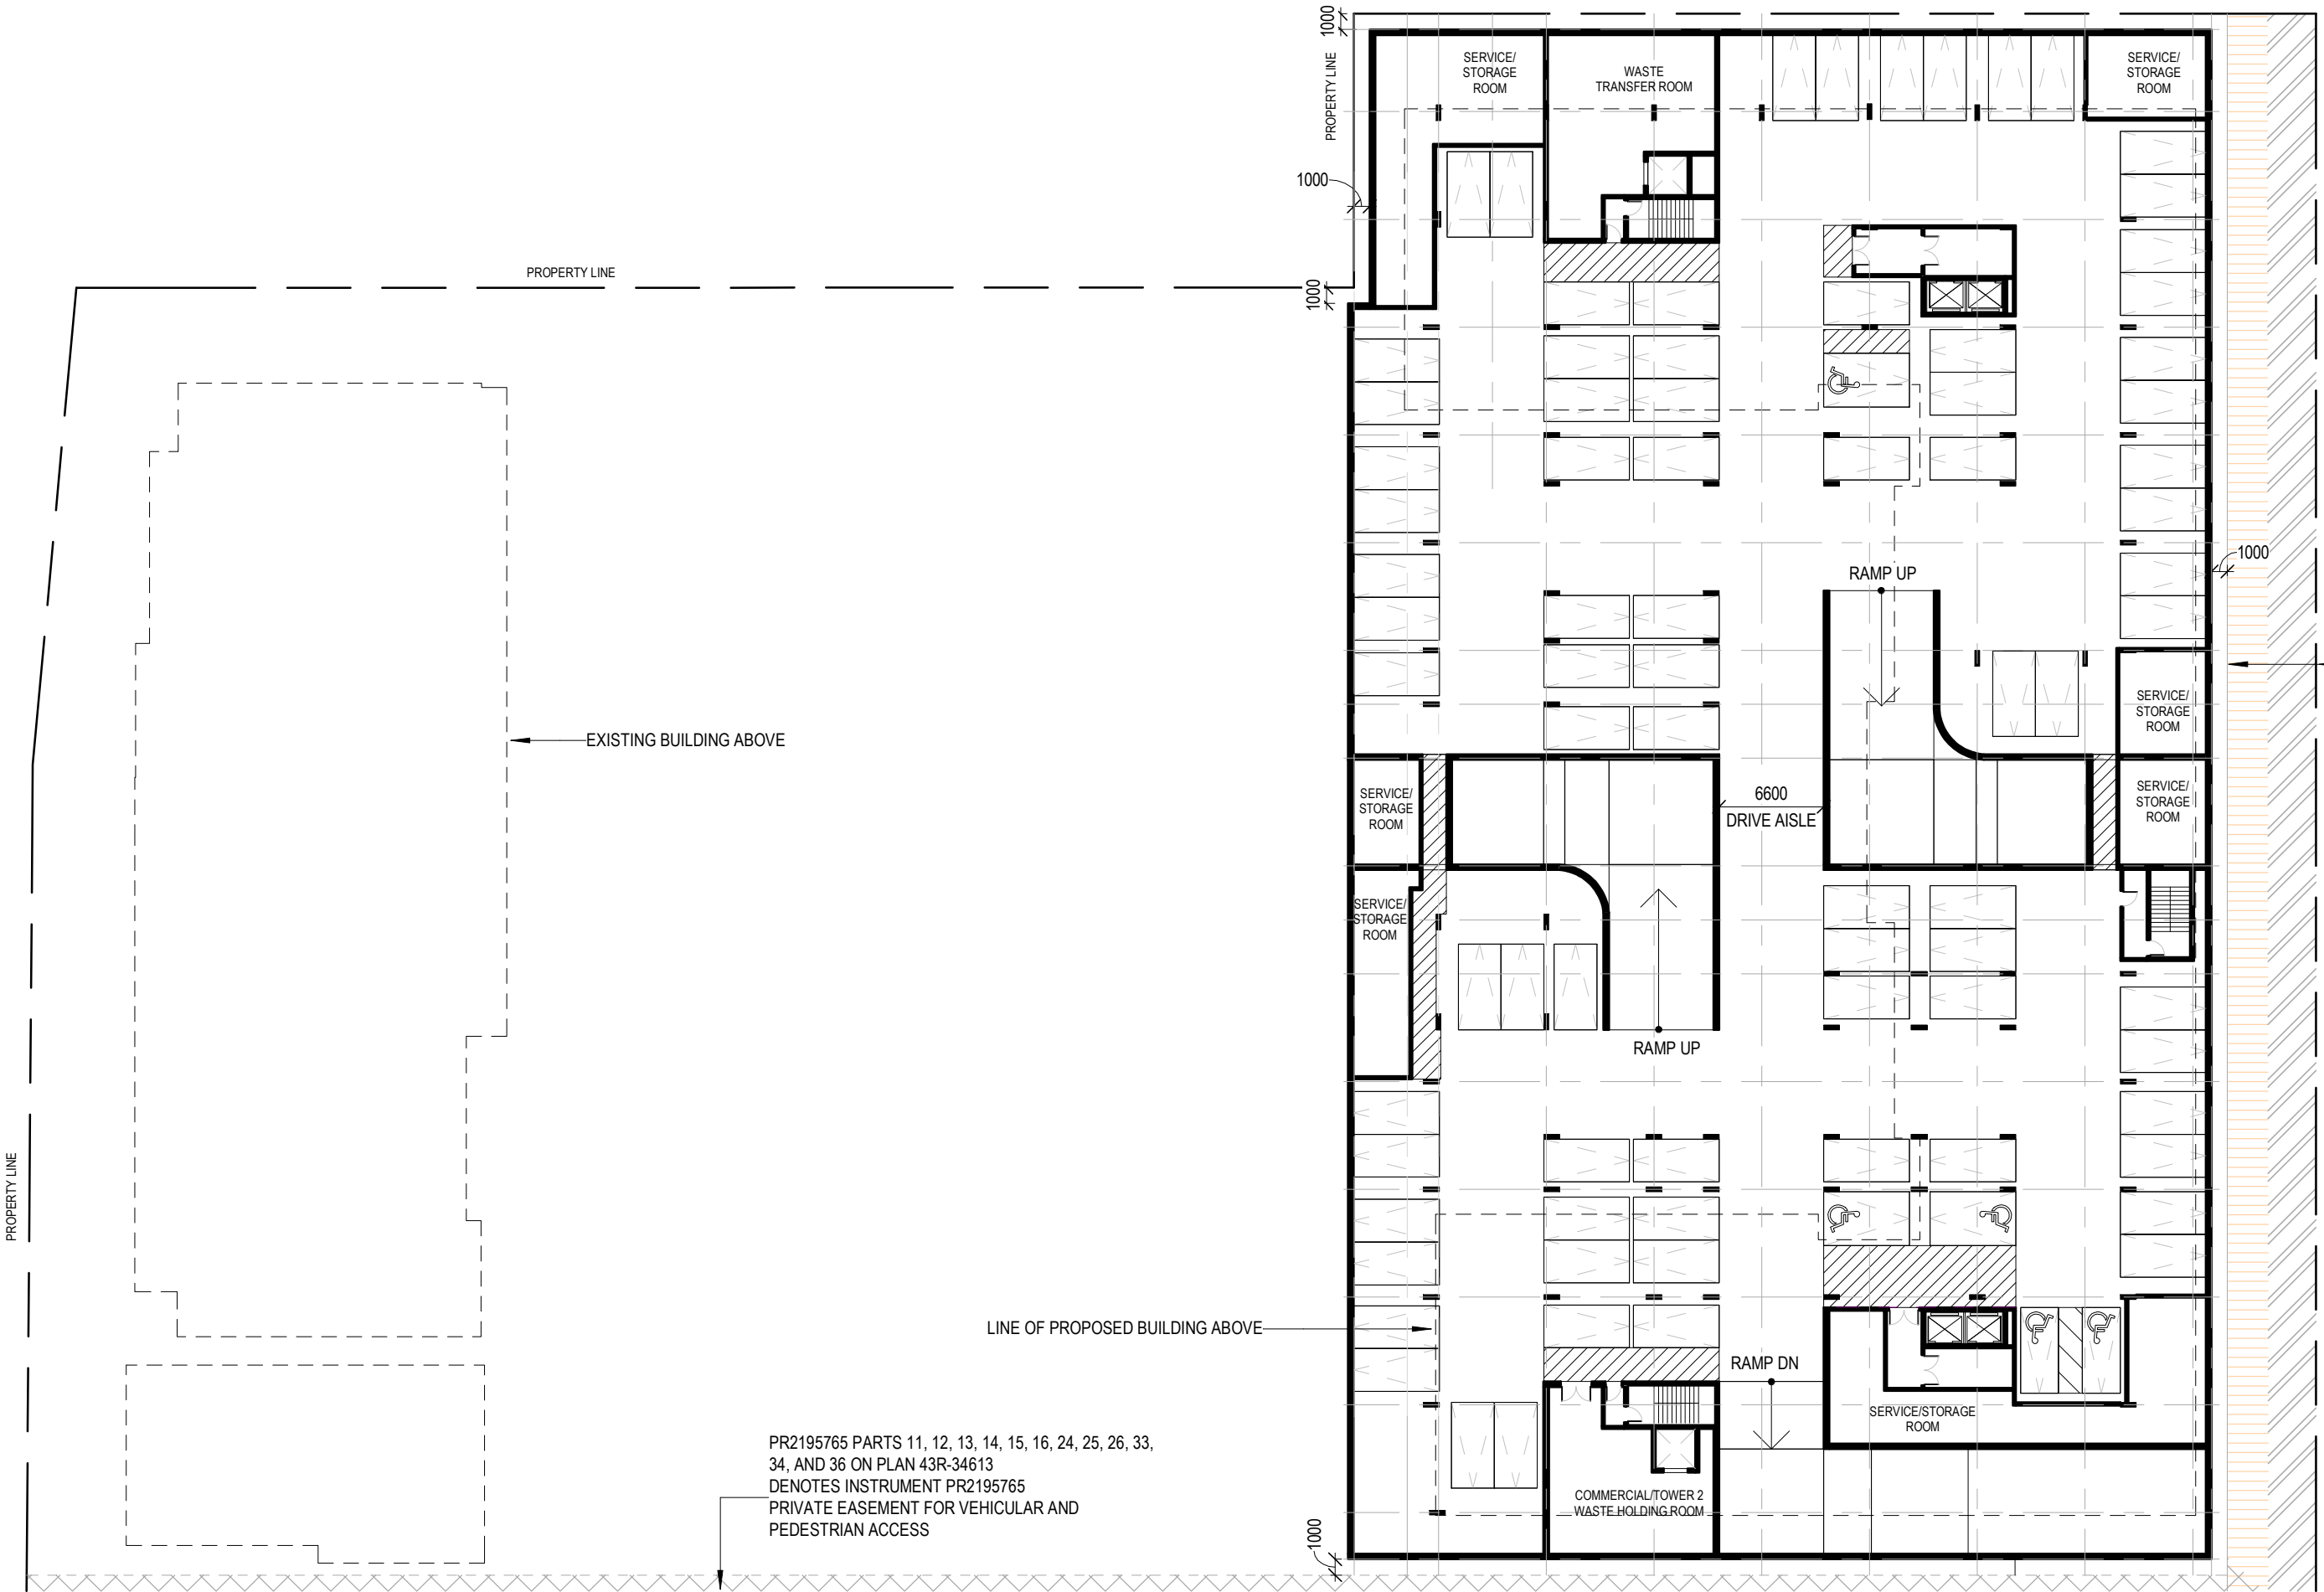 1000
PROPERTY LINE
SERVICE/
STORAGE
ROOM
WASTE
TRANSFER ROOM
SERVICE/
STORAGE
ROOM
1000
PROPERTY LINE
1000
1000
RAMP UP
SERVICE/
STORAGE
ROOM
EXISTING BUILDING ABOVE
SERVICE/
STORAGE
ROOM
6600
DRIVE AISLE
SERVICE/
STORAGE
ROOM
SERVICE/
STORAGE
ROOM
RAMP UP
PROPERTY LINE
LINE OF PROPOSED BUILDING ABOVE
RAMP DN
SERVICE/STORAGE
ROOM
PR2195765 PARTS 11, 12, 13, 14, 15, 16, 24, 25, 26, 33,
34, AND 36 ON PLAN 43R-34613
DENOTES INSTRUMENT PR2195765
PRIVATE EASEMENT FOR VEHICULAR AND
PEDESTRIAN ACCESS
COMMERCIAL/TOWER 2
WASTE HOLDING ROOM
1000